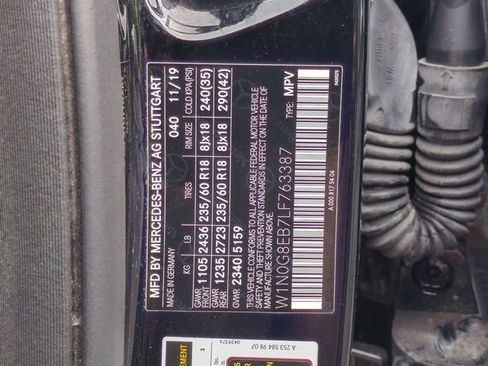 MFD BY MERCEDES-BENZ AG STUTTGART
MADE IN GERMANY 040 11/19
KG LB TIRES RIM SIZE COLD KPA(PSI)
GAWR FRONT 1105 2436 235/60 R18 8Jx18 240(35)
GAWR REAR 1235 2723 235/60 R18 8Jx18 290(42)
GVWR 2340 5159
THIS VEHICLE CONFORMS TO ALL APPLICABLE FEDERAL MOTOR VEHICLE
SAFETY AND THEFT PREVENTION STANDARDS IN EFFECT ON THE DATE OF
MANUFACTURE SHOWN ABOVE.
W1N0G8EB7LF763387 TYPE: MPV
A 000 817 54 04
A 253 584 98 07